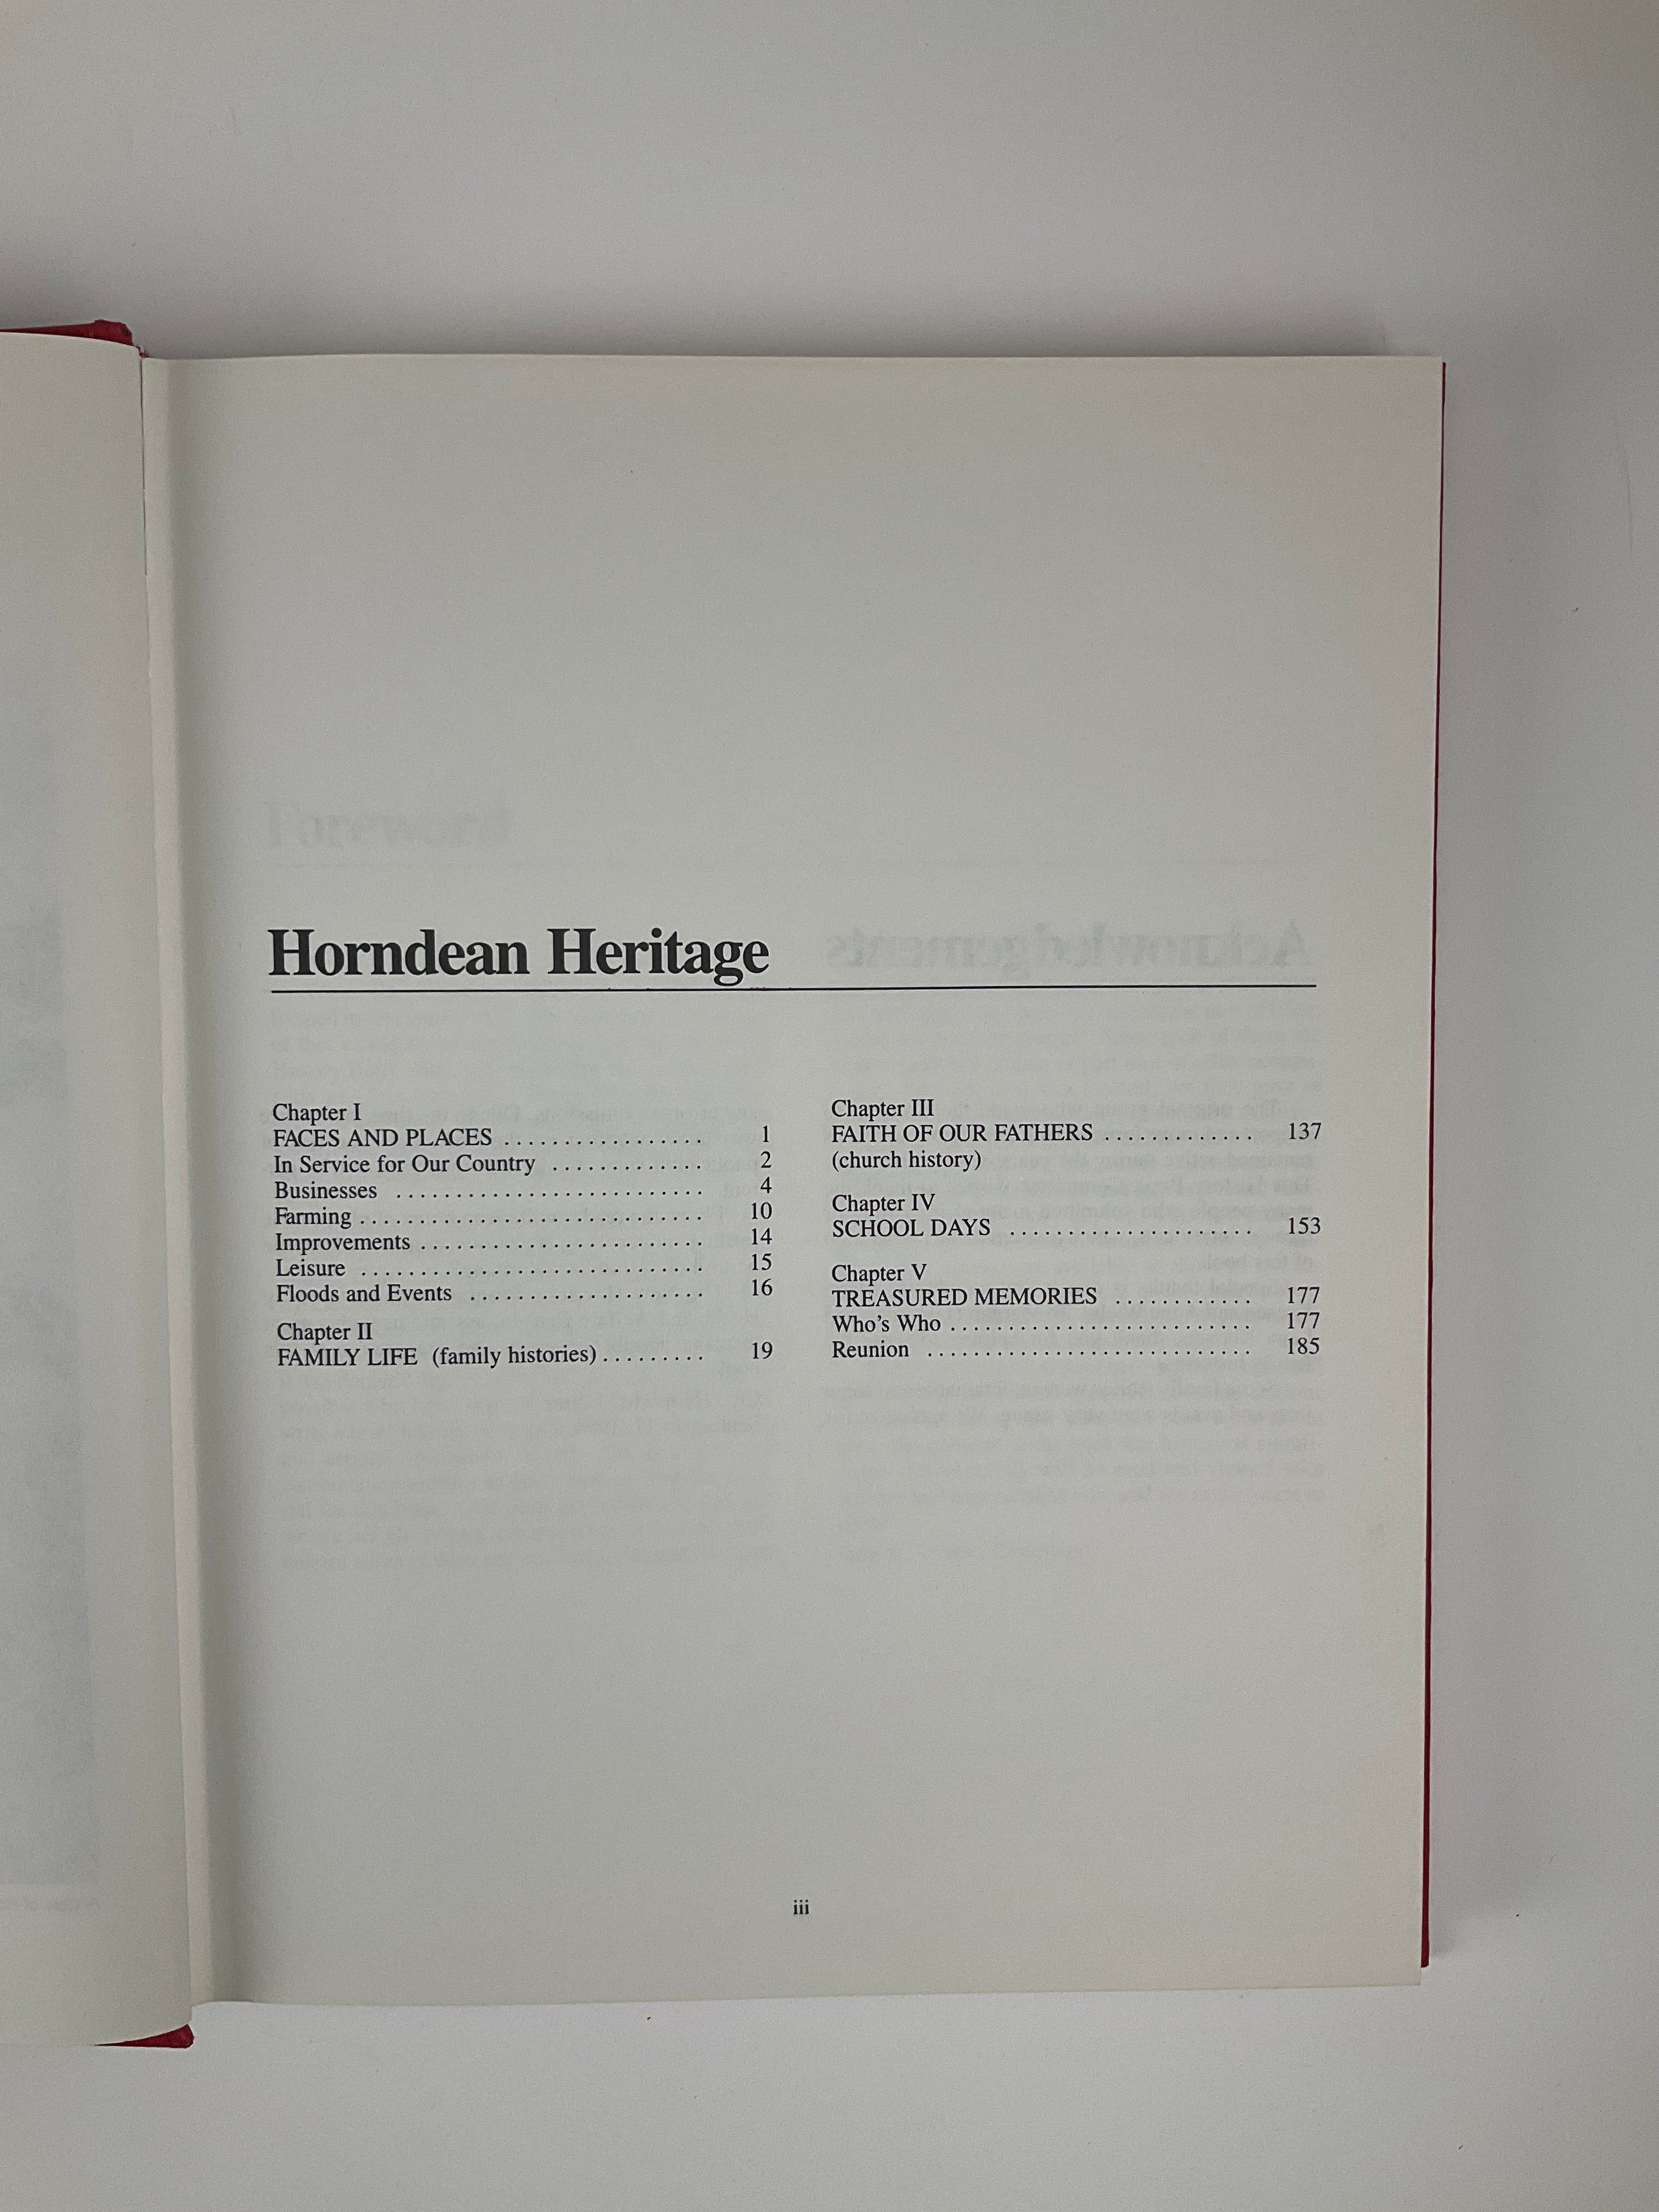 Horndean Heritage
Chapter I
FACES AND PLACES . . . . . . . . . . . . . . . . . 1
In Service for Our Country . . . . . . . . . . . . . 2
Businesses . . . . . . . . . . . . . . . . . . . . . . . . . . 4
Farming . . . . . . . . . . . . . . . . . . . . . . . . . . . . . 10
Improvements . . . . . . . . . . . . . . . . . . . . . . . . 14
Leisure . . . . . . . . . . . . . . . . . . . . . . . . . . . . . 15
Floods and Events . . . . . . . . . . . . . . . . . . . . 16
Chapter II
FAMILY LIFE (family histories) . . . . . . . . . 19
Chapter III
FAITH OF OUR FATHERS . . . . . . . . . . . . . 137
(church history)
Chapter IV
SCHOOL DAYS . . . . . . . . . . . . . . . . . . . . . 153
Chapter V
TREASURED MEMORIES . . . . . . . . . . . . 177
Who's Who . . . . . . . . . . . . . . . . . . . . . . . . . . 177
Reunion . . . . . . . . . . . . . . . . . . . . . . . . . . . . 185
iii